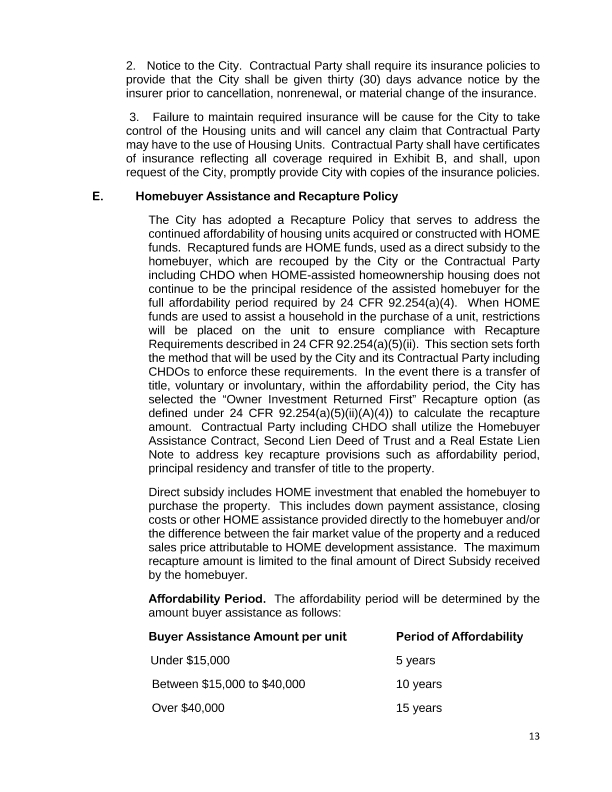 2. Notice to the City. Contractual Party shall require its insurance policies to
provide that the City shall be given thirty (30) days advance notice by the
insurer prior to cancellation, nonrenewal, or material change of the insurance.
3. Failure to maintain required insurance will be cause for the City to take
control of the Housing units and will cancel any claim that Contractual Party
may have to the use of Housing Units. Contractual Party shall have certificates
of insurance reflecting all coverage required in Exhibit B, and shall, upon
request of the City, promptly provide City with copies of the insurance policies.
E. Homebuyer Assistance and Recapture Policy
The City has adopted a Recapture Policy that serves to address the
continued affordability of housing units acquired or constructed with HOME
funds. Recaptured funds are HOME funds, used as a direct subsidy to the
homebuyer, which are recouped by the City or the Contractual Party
including CHDO when HOME-assisted homeownership housing does not
continue to be the principal residence of the assisted homebuyer for the
full affordability period required by 24 CFR 92.254(a)(4). When HOME
funds are used to assist a household in the purchase of a unit, restrictions
will be placed on the unit to ensure compliance with Recapture
Requirements described in 24 CFR 92.254(a)(5)(ii). This section sets forth
the method that will be used by the City and its Contractual Party including
CHDOs to enforce these requirements. In the event there is a transfer of
title, voluntary or involuntary, within the affordability period, the City has
selected the “Owner Investment Returned First” Recapture option (as
defined under 24 CFR 92.254(a)(5)(ii)(A)(4)) to calculate the recapture
amount. Contractual Party including CHDO shall utilize the Homebuyer
Assistance Contract, Second Lien Deed of Trust and a Real Estate Lien
Note to address key recapture provisions such as affordability period,
principal residency and transfer of title to the property.
Direct subsidy includes HOME investment that enabled the homebuyer to
purchase the property. This includes down payment assistance, closing
costs or other HOME assistance provided directly to the homebuyer and/or
the difference between the fair market value of the property and a reduced
sales price attributable to HOME development assistance. The maximum
recapture amount is limited to the final amount of Direct Subsidy received
by the homebuyer.
Affordability Period. The affordability period will be determined by the
amount buyer assistance as follows:
Buyer Assistance Amount per unit Period of Affordability
Under $15,000 5 years
Between $15,000 to $40,000 10 years
Over $40,000 15 years
13